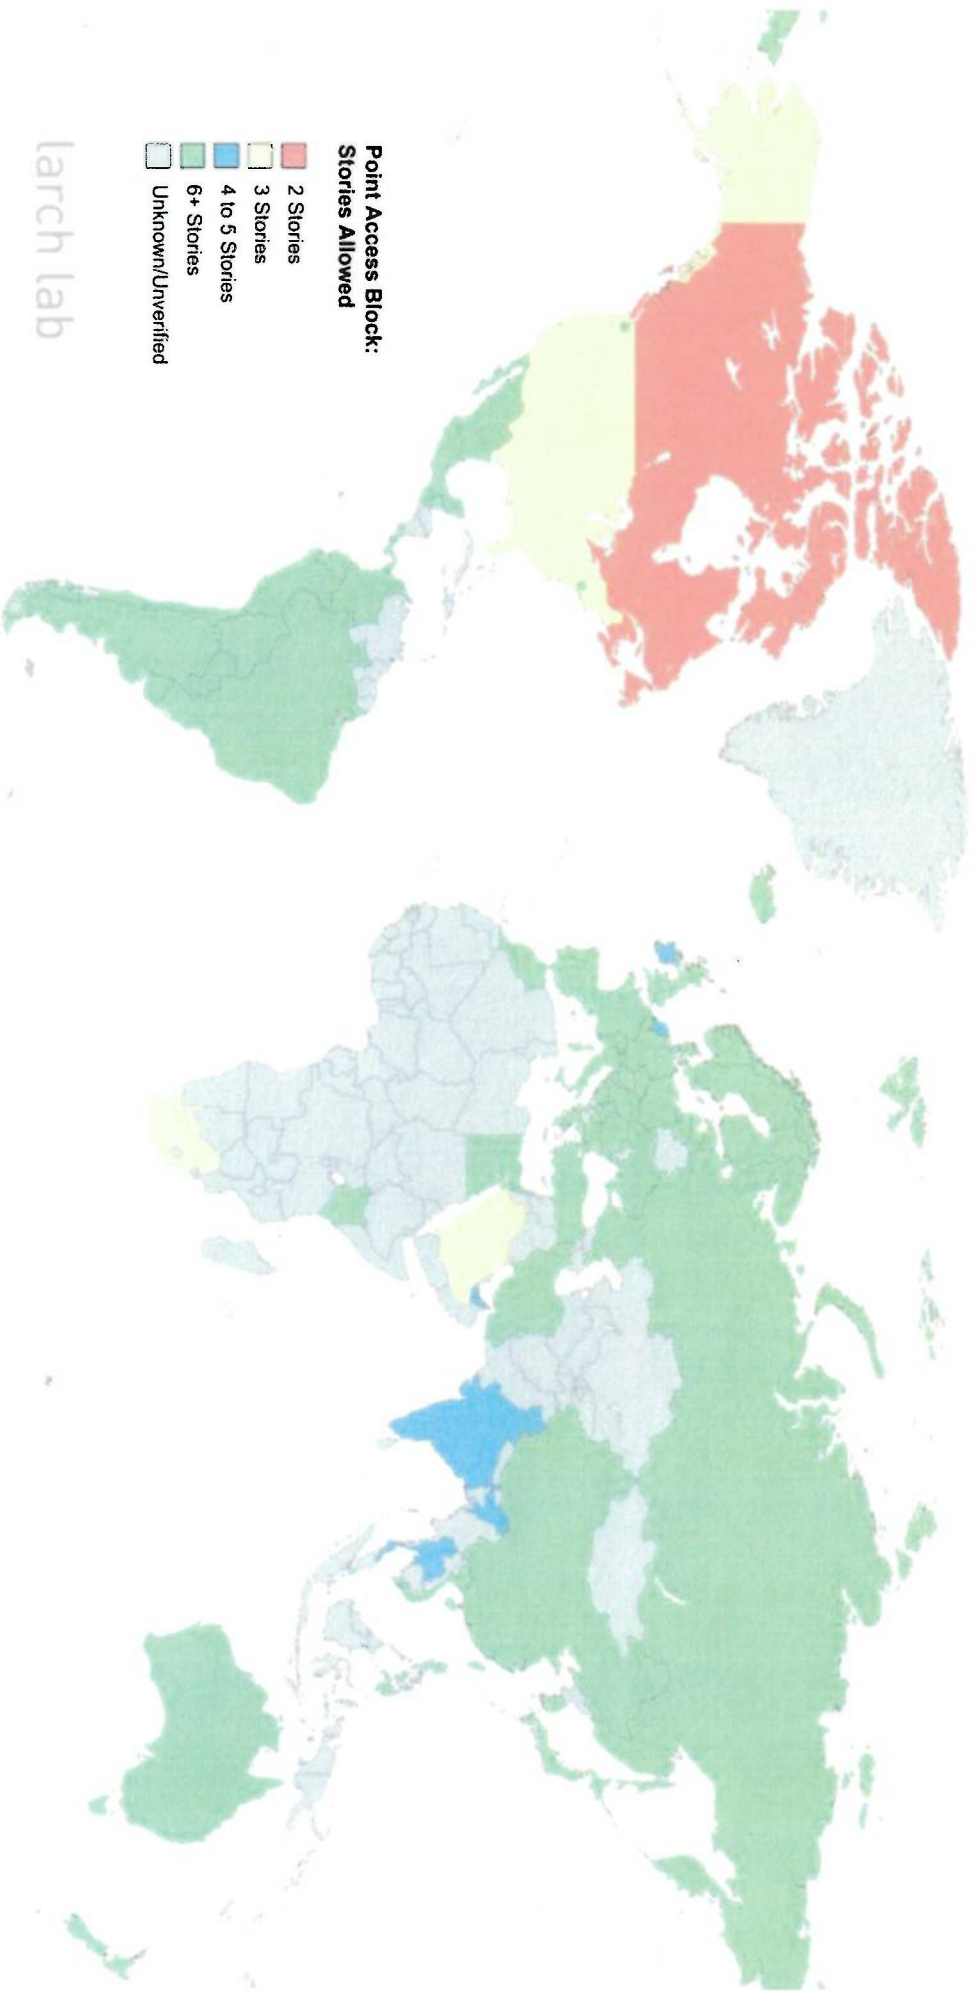 Point Access Block:
Stories Allowed
2 Stories
3 Stories
4 to 5 Stories
6+ Stories
Unknown/Unverified
larch lab